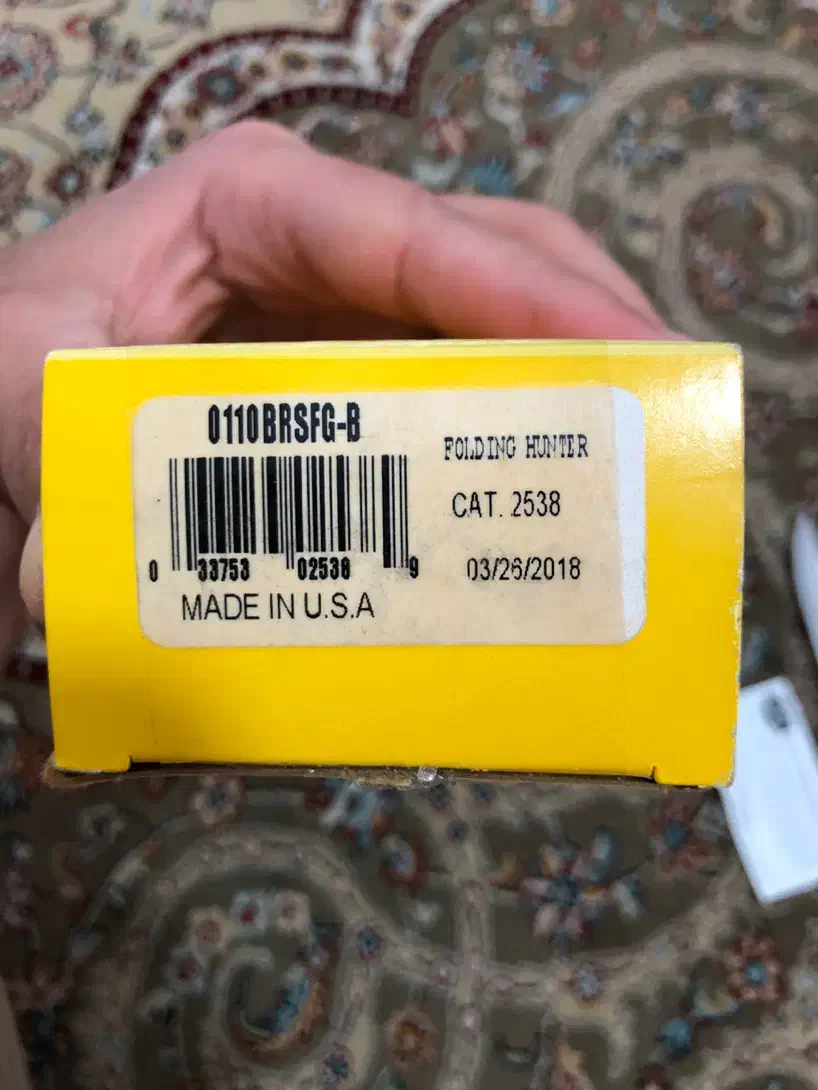 0110BRSFG-B
FOLDING HUNTER
CAT. 2538
0 33753 02538 9
03/26/2018
MADE IN U.S.A